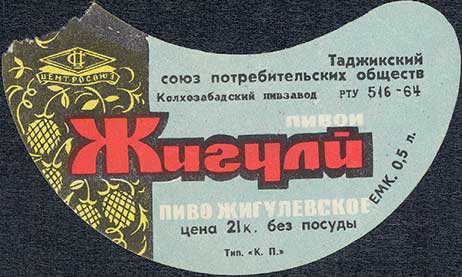 ЦЕНТРОСОЮЗ
Таджикский
союз потребительских обществ
Колхозабадский пивзавод РТУ 516-64
ПИВОИ
Жигулӣ
ПИВО ЖИГУЛЕВСКОЕ
ЕМК. 0,5 л.
цена 21к. без посуды
Тип. «К. П.»